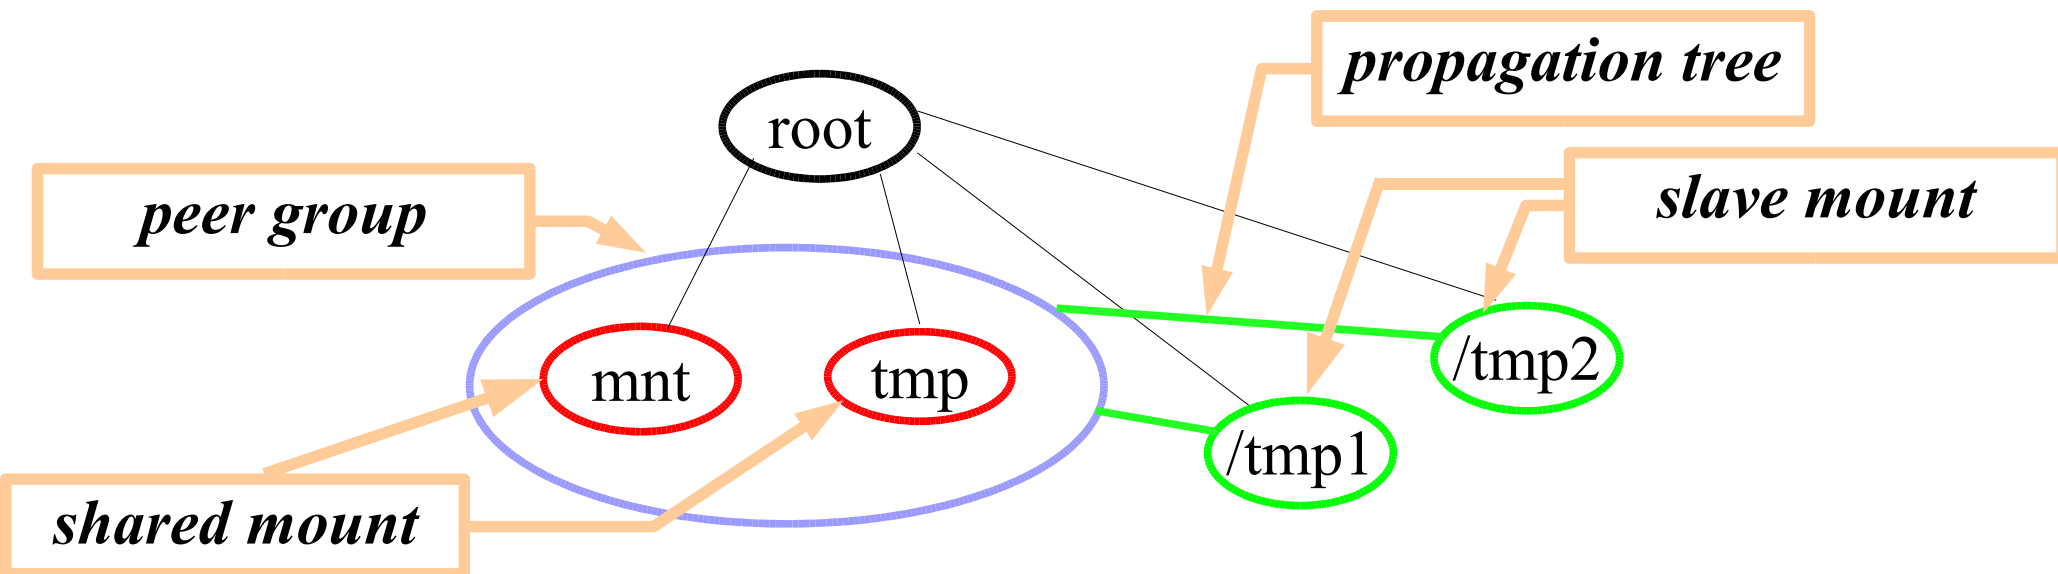 propagation tree
root
slave mount
peer group
/tmp2
mnt
tmp
/tmp1
shared mount